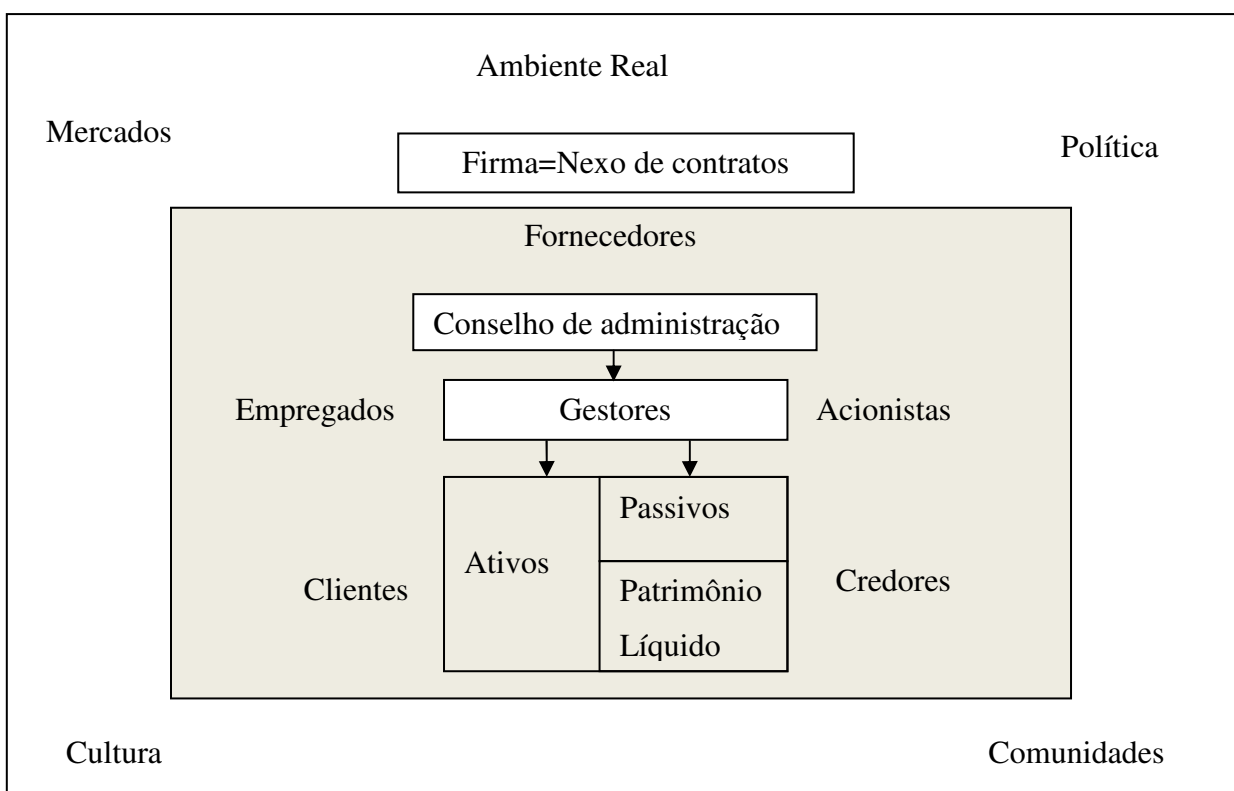 Ambiente Real
Mercados
Política
Firma=Nexo de contratos
Fornecedores
Conselho de administração
Empregados
Gestores
Acionistas
Passivos
Ativos
Clientes
Patrimônio
Líquido
Credores
Cultura
Comunidades